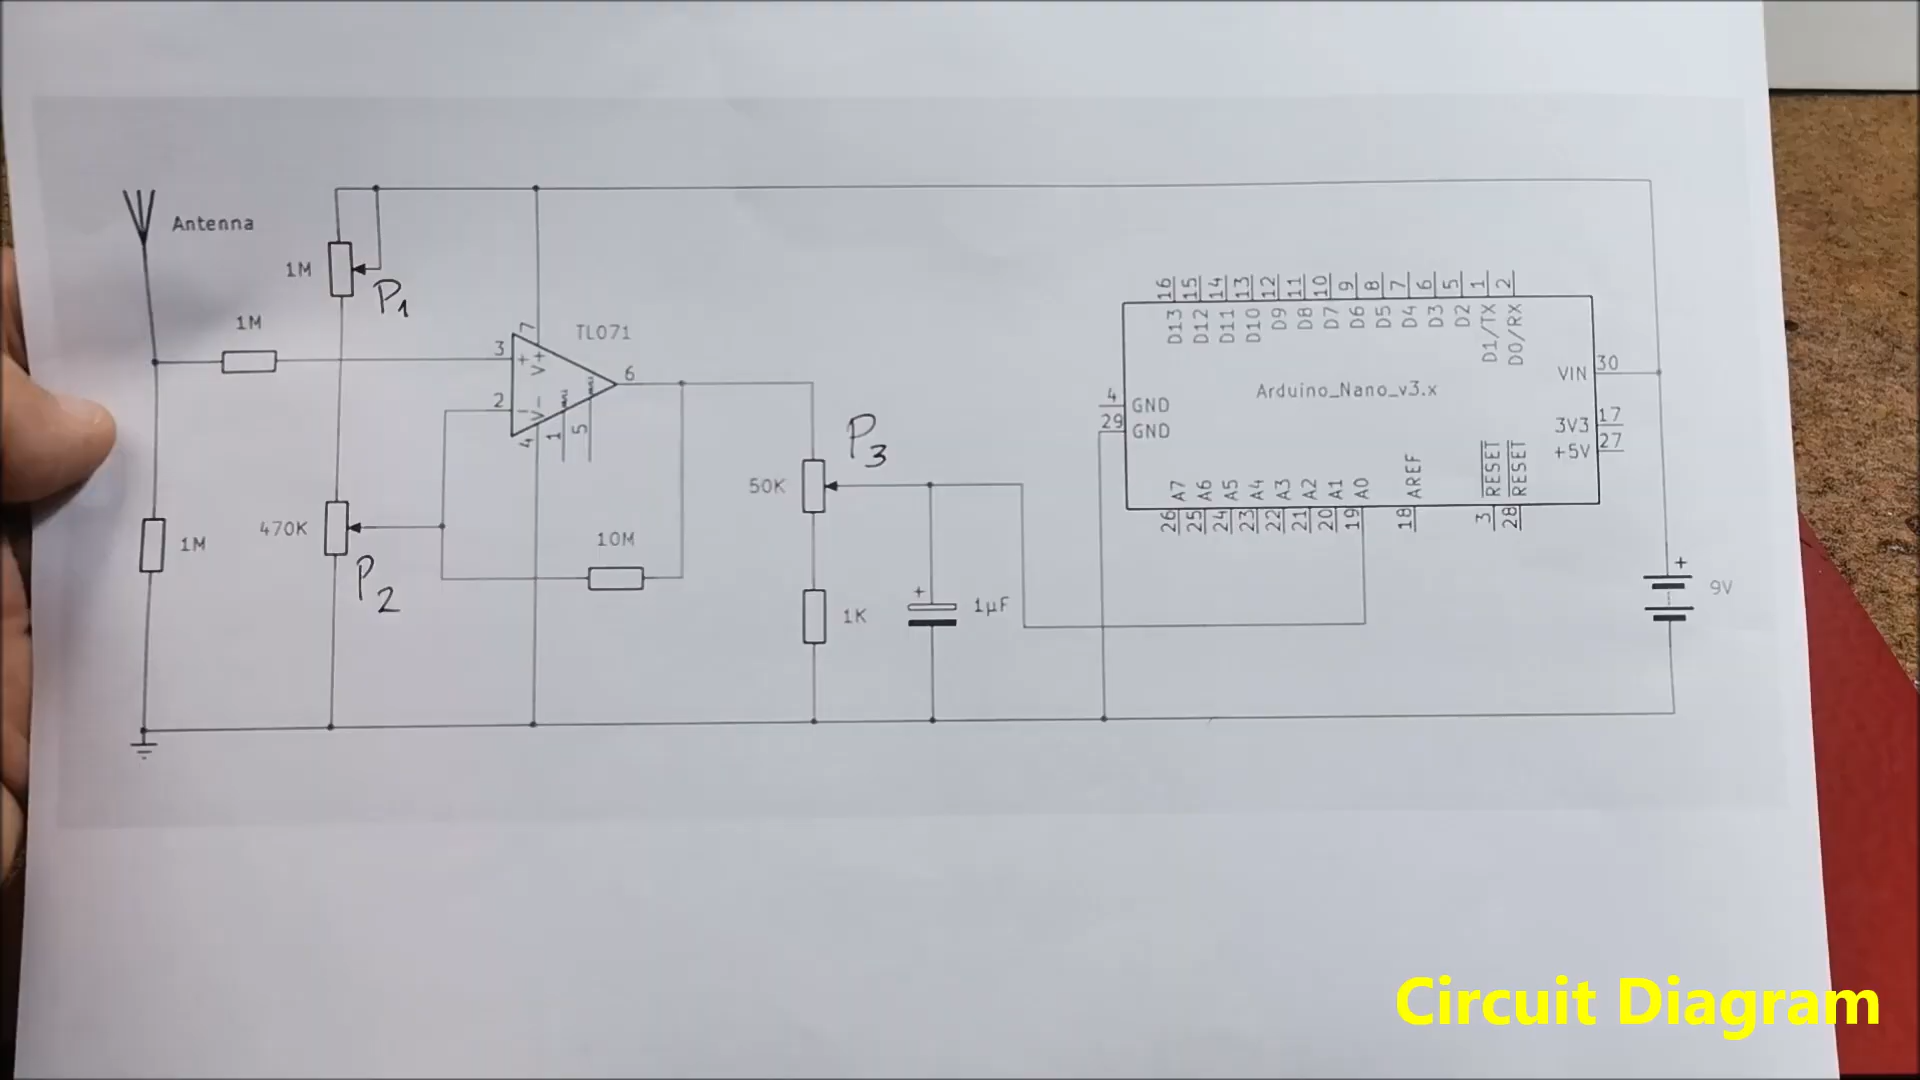 Antenna
1M
P1
1M
TL071
3
7
+
V+
6
2
V-
4
1
5
470K
P2
1M
10M
50K
P3
1K
+
1µF
16 15 14 13 12 11 10 9 8 7 6 5 1 2
D13 D12 D11 D10 D9 D8 D7 D6 D5 D4 D3 D2 D1/TX D0/RX
Arduino_Nano_v3.x
4 GND
29 GND
VIN 30
3V3 17
+5V 27
A7 A6 A5 A4 A3 A2 A1 A0 AREF RESET RESET
26 25 24 23 22 21 20 19 18 3 28
+
9V
Circuit Diagram